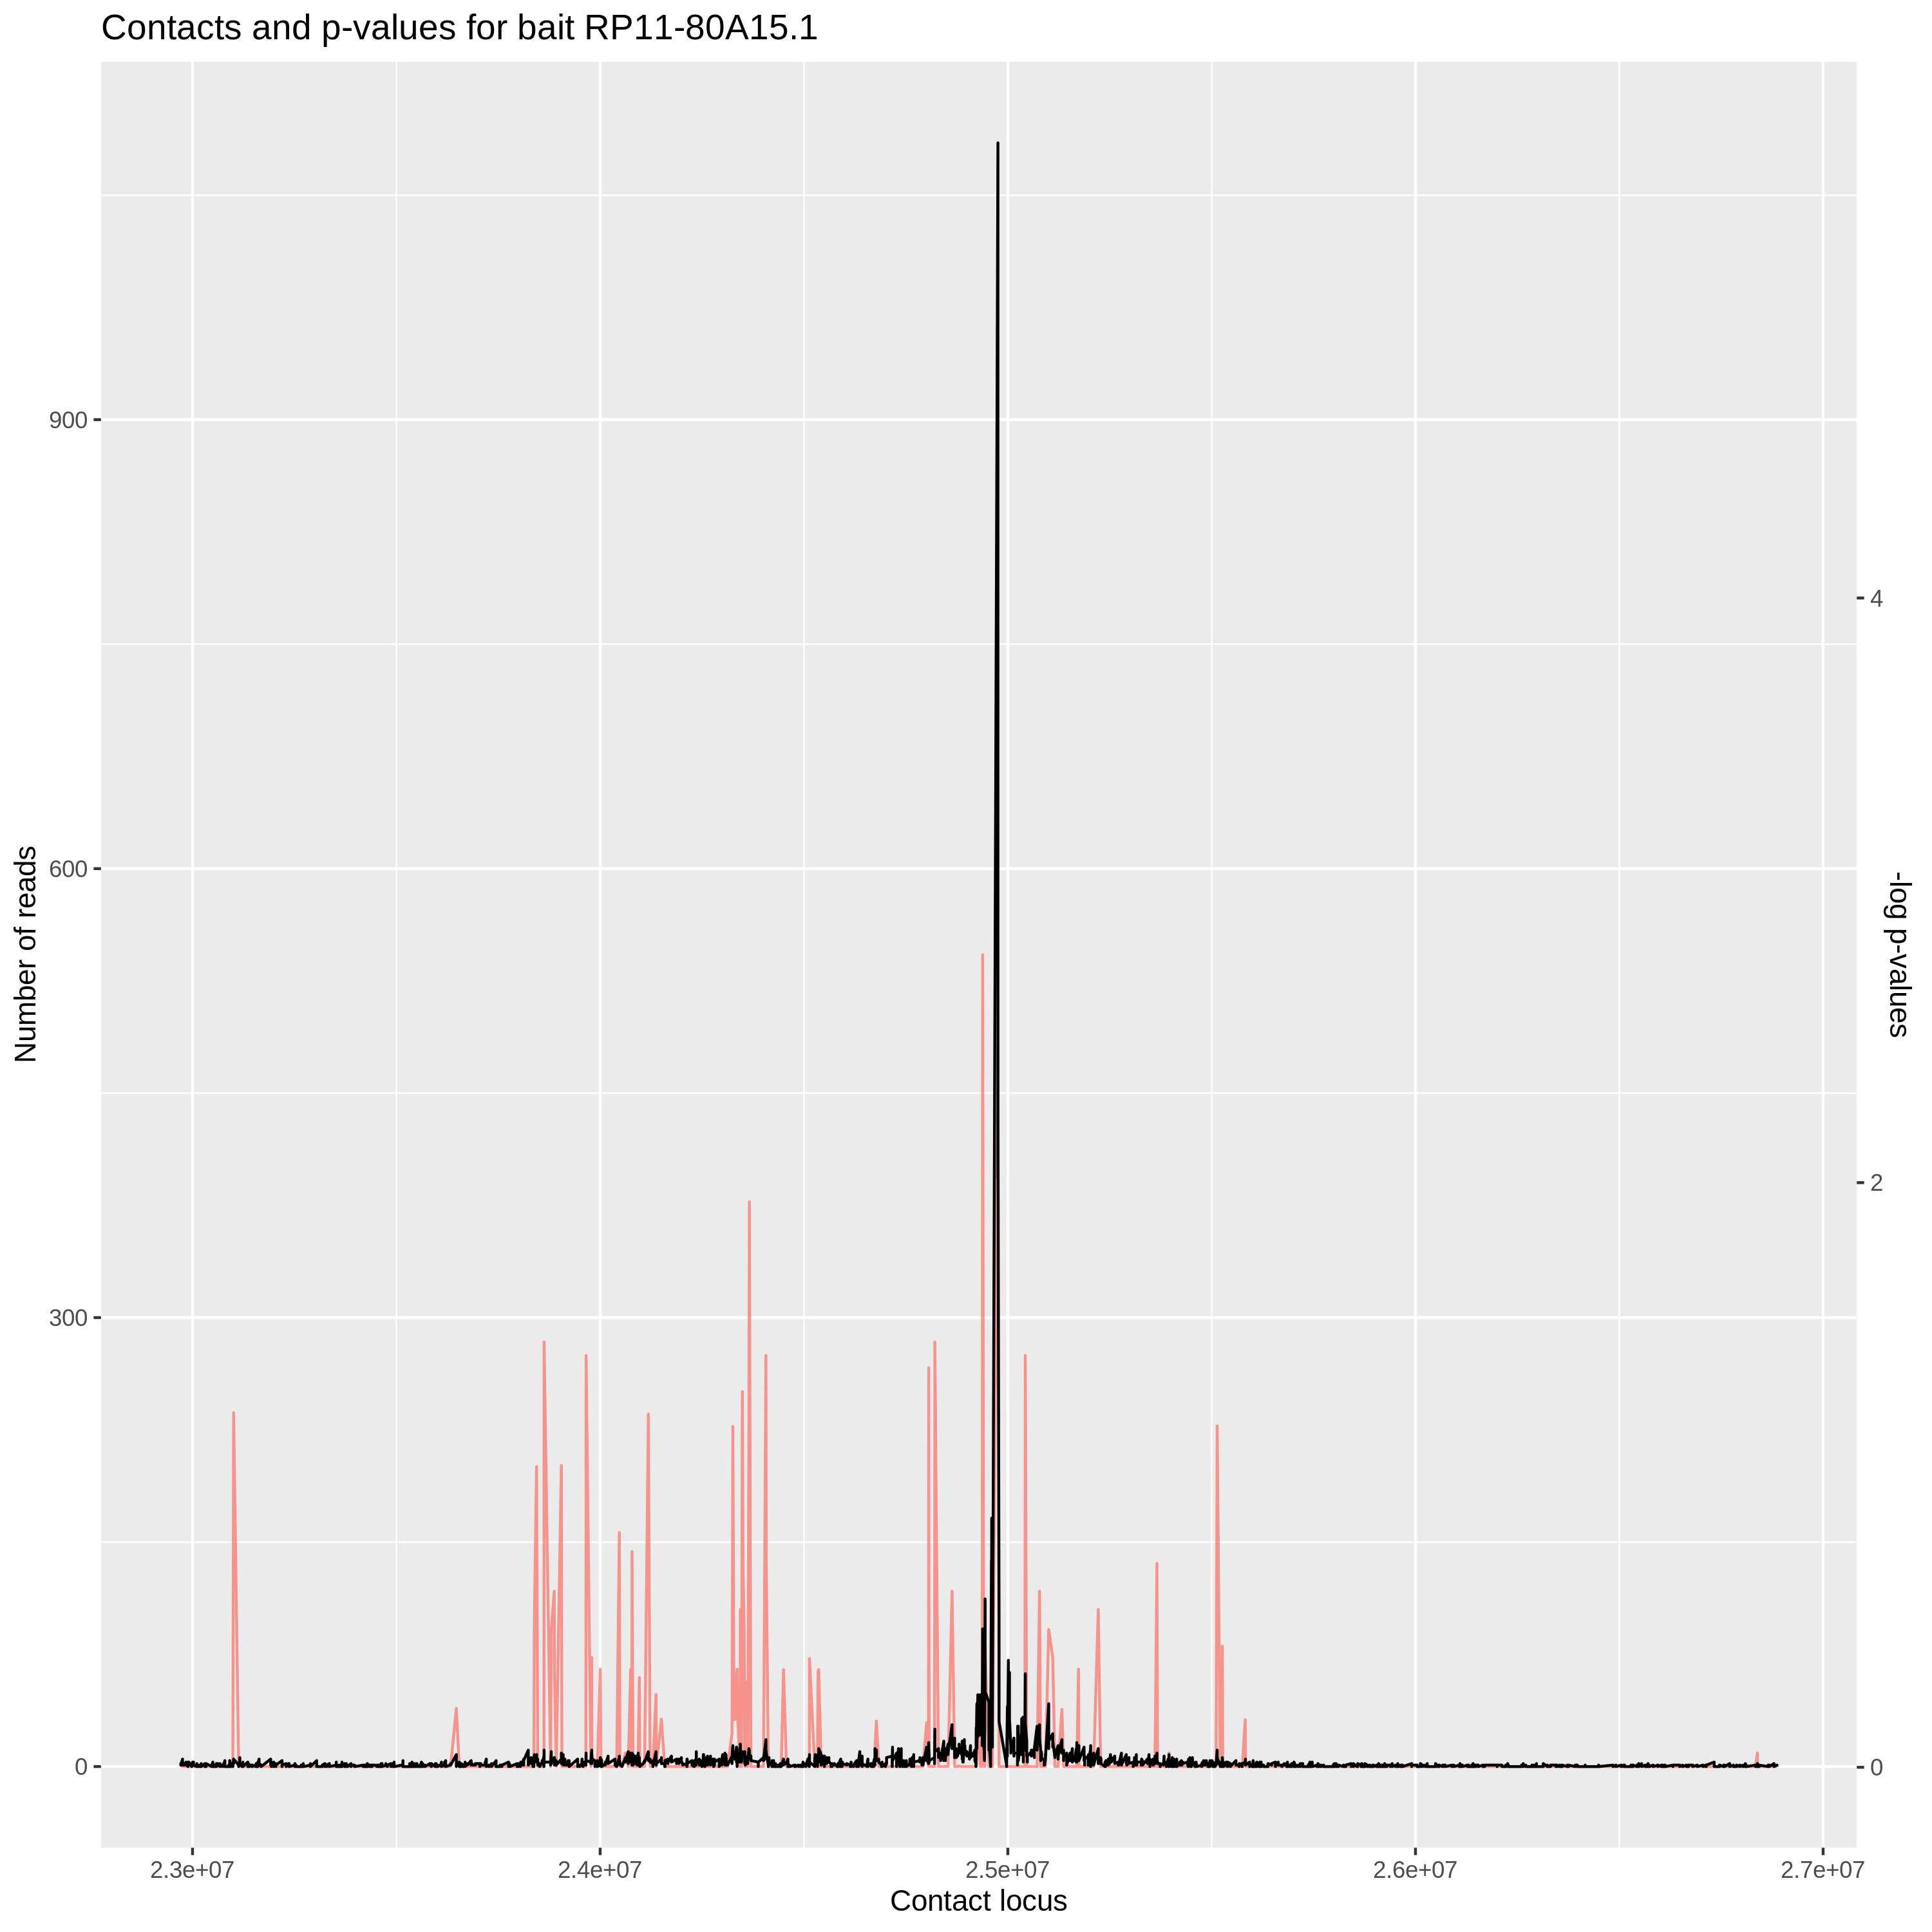 Contacts and p-values for bait RP11-80A15.1
Number of reads
900
600
300
0
4
2
0
-log p-values
2.3e+07 2.4e+07 2.5e+07 2.6e+07 2.7e+07
Contact locus